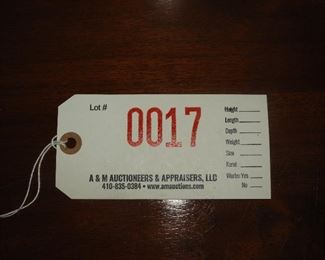 Lot #
0017
Height
Length
Depth
Weight
Size
Karat
Works: Yes
No
A & M AUCTIONEERS & APPRAISERS, LLC
410-835-0384 • www.amauctions.com